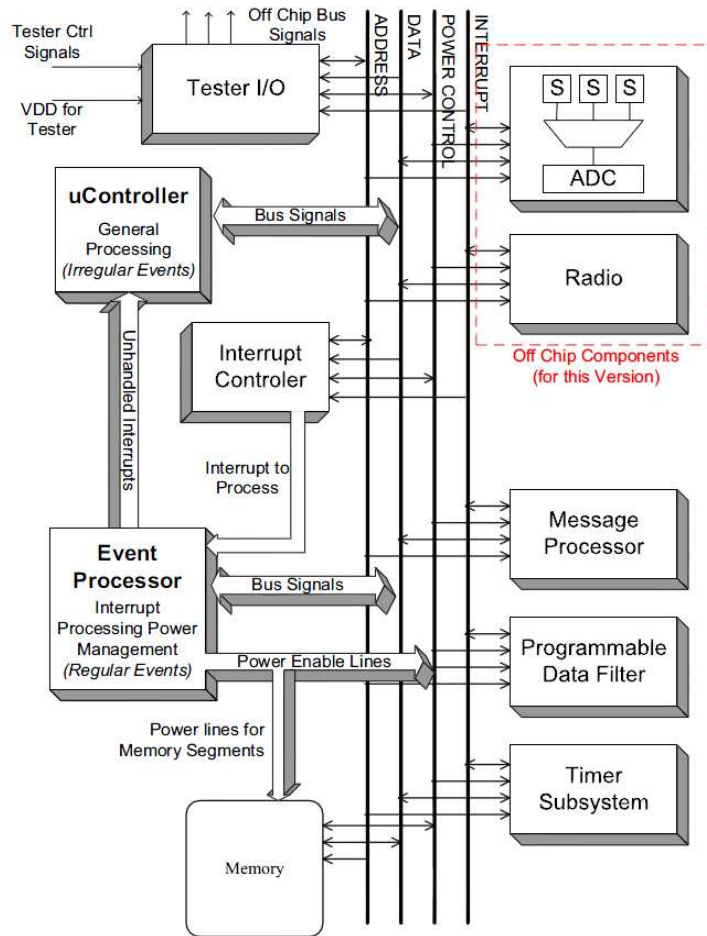 Off Chip Bus
Signals
Tester Ctrl
Signals
Tester I/O
VDD for
Tester
ADDRESS
DATA
POWER CONTROL
INTERRUPT
S S S
ADC
uController
General
Processing
(Irregular Events)
Bus Signals
Radio
Off Chip Components
(for this Version)
Interrupt
Controler
Unhandled Interrupts
Interrupt to
Process
Message
Processor
Event
Processor
Interrupt
Processing Power
Management
(Regular Events)
Bus Signals
Power Enable Lines
Programmable
Data Filter
Power lines for
Memory Segments
Timer
Subsystem
Memory